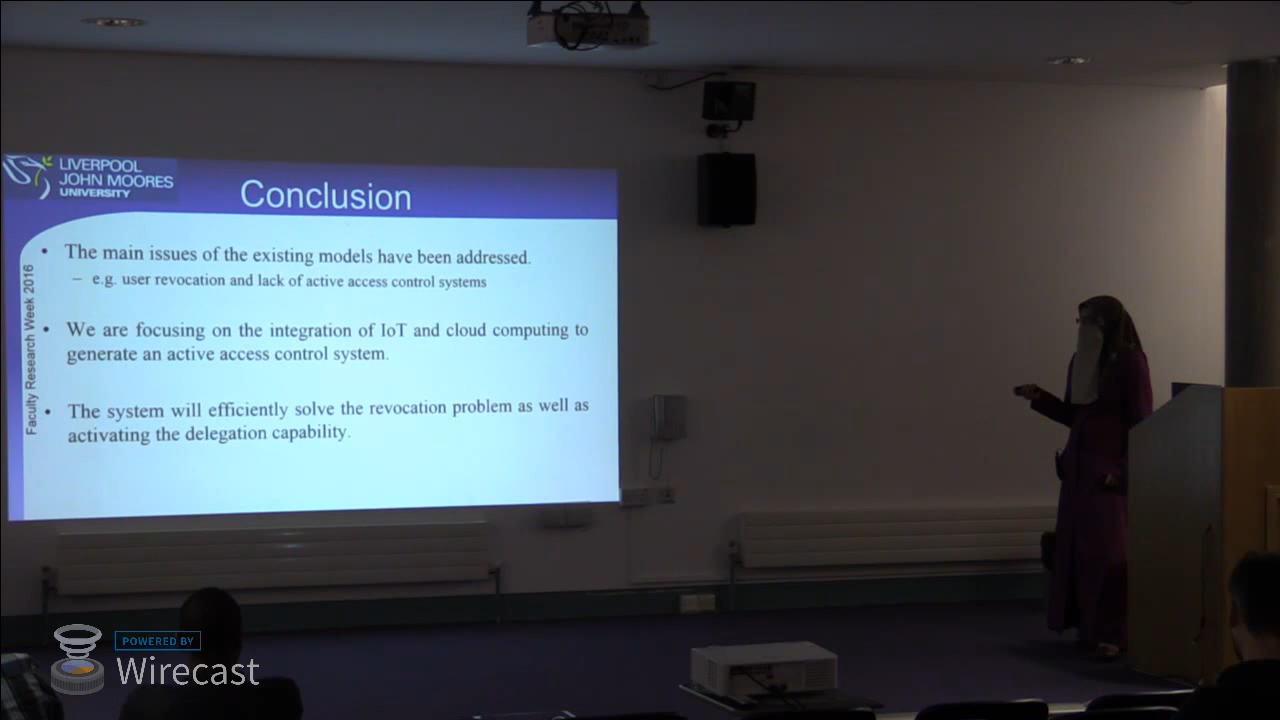 LIVERPOOL
JOHN MOORES
UNIVERSITY
Conclusion
• The main issues of the existing models have been addressed.
– e.g. user revocation and lack of active access control systems
• We are focusing on the integration of IoT and cloud computing to
generate an active access control system.
• The system will efficiently solve the revocation problem as well as
activating the delegation capability.
Faculty Research Week 2016
POWERED BY
Wirecast